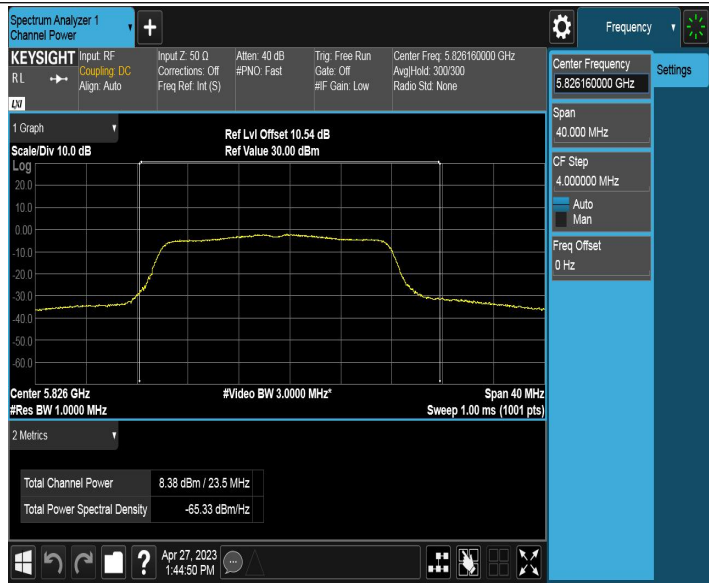 Spectrum Analyzer 1
Channel Power
Frequency
KEYSIGHT
RL
LXI
Input: RF
Coupling: DC
Align: Auto
Input Z: 50 Ω
Corrections: Off
Freq Ref: Int (S)
Atten: 40 dB
#PNO: Fast
Trig: Free Run
Gate: Off
#IF Gain: Low
Center Freq: 5.826160000 GHz
Avg|Hold: 300/300
Radio Std: None
Center Frequency
5.826160000 GHz
Settings
Span
40.000 MHz
CF Step
4.000000 MHz
Auto
Man
Freq Offset
0 Hz
1 Graph
Scale/Div 10.0 dB
Ref Lvl Offset 10.54 dB
Ref Value 30.00 dBm
Log
20.0
10.0
0.00
-10.0
-20.0
-30.0
-40.0
-50.0
-60.0
Center 5.826 GHz
#Video BW 3.0000 MHz*
Span 40 MHz
#Res BW 1.0000 MHz
Sweep 1.00 ms (1001 pts)
2 Metrics
Total Channel Power 8.38 dBm / 23.5 MHz
Total Power Spectral Density -65.33 dBm/Hz
?
Apr 27, 2023
1:44:50 PM